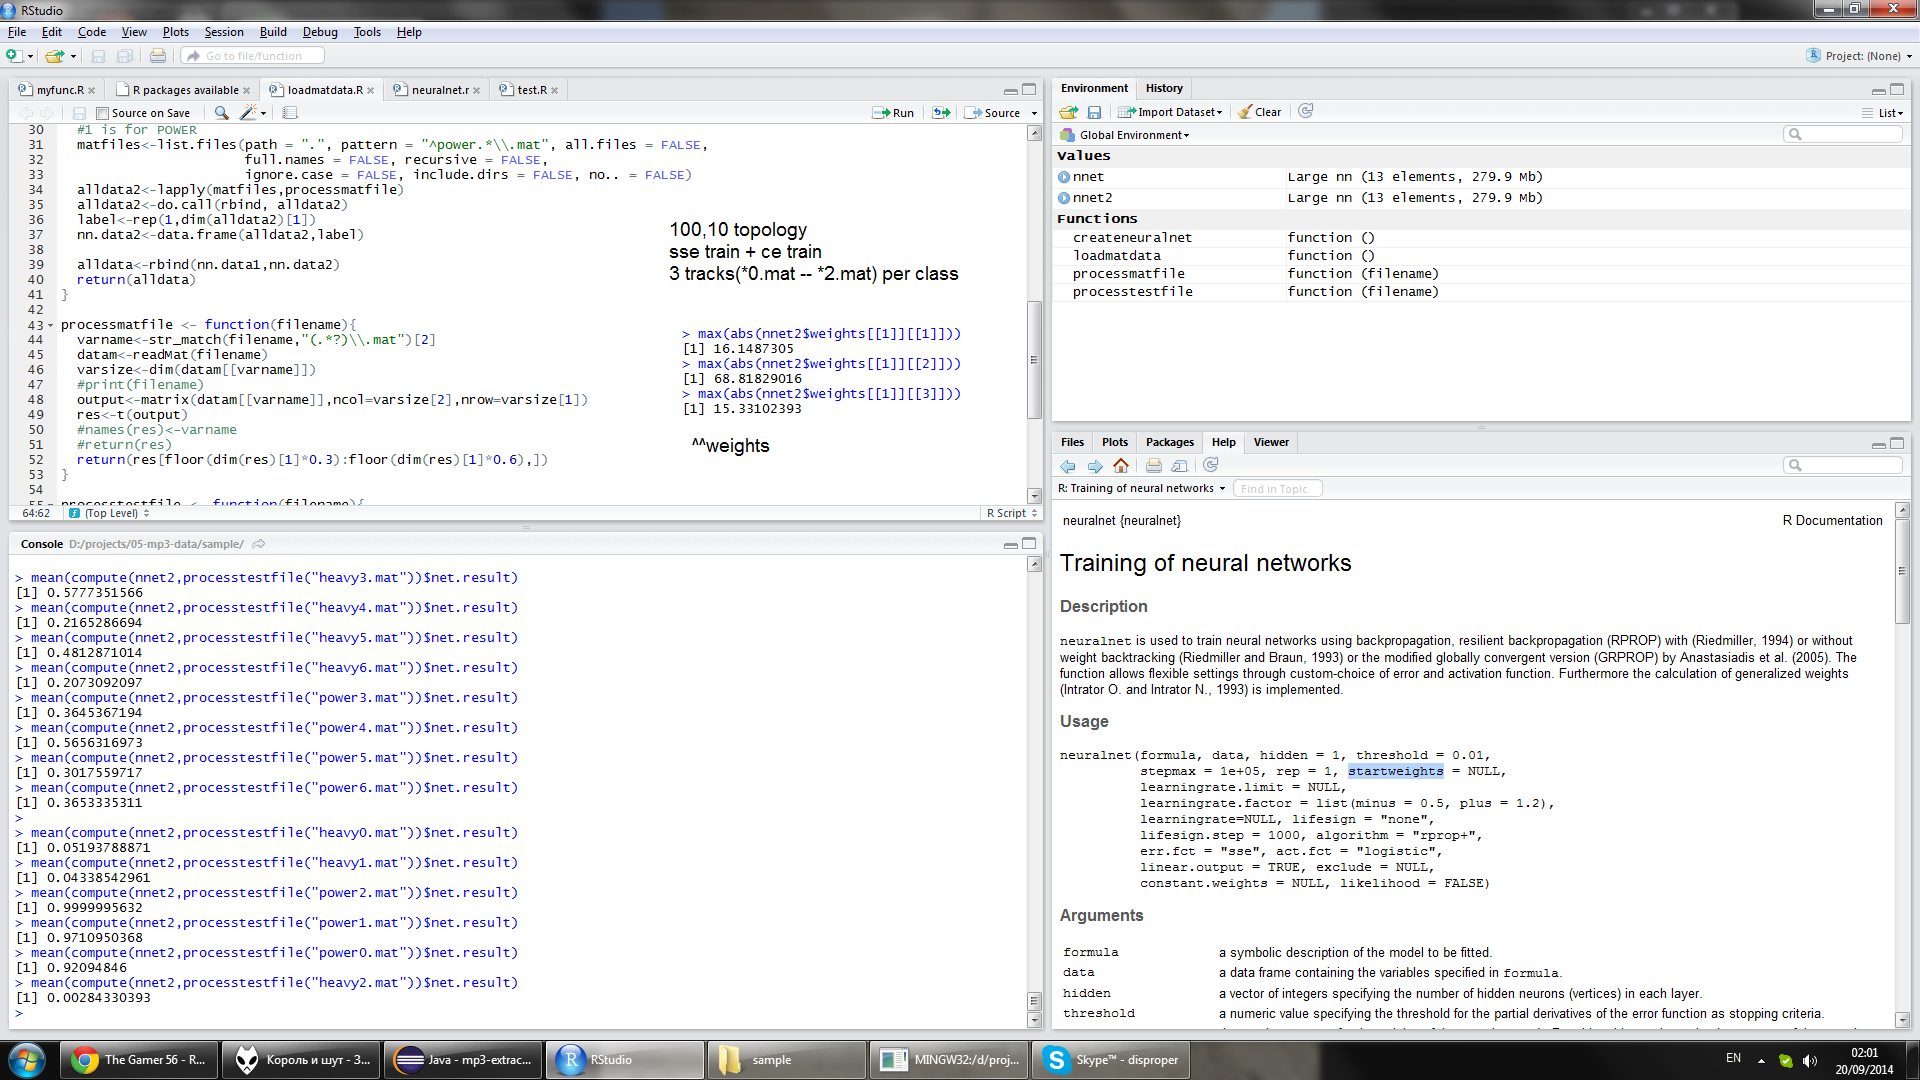 RStudio
File Edit Code View Plots Session Build Debug Tools Help
Go to file/function
Project: (None)
myfunc.R R packages available loadmatdata.R neuralnet.r test.R
Source on Save Run Source
30 #1 is for POWER
31 matfiles<-list.files(path = ".", pattern = "^power.*\\.mat", all.files = FALSE,
32 full.names = FALSE, recursive = FALSE,
33 ignore.case = FALSE, include.dirs = FALSE, no.. = FALSE)
34 alldata2<-lapply(matfiles,processmatfile)
35 alldata2<-do.call(rbind, alldata2)
36 label<-rep(1,dim(alldata2)[1])
37 nn.data2<-data.frame(alldata2,label)
38
39 alldata<-rbind(nn.data1,nn.data2)
40 return(alldata)
41 }
42
43 processmatfile <- function(filename){
44 varname<-str_match(filename,"(.*?)\\.mat")[2]
45 datam<-readMat(filename)
46 varsize<-dim(datam[[varname]])
47 #print(filename)
48 output<-matrix(datam[[varname]],ncol=varsize[2],nrow=varsize[1])
49 res<-t(output)
50 #names(res)<-varname
51 #return(res)
52 return(res[floor(dim(res)[1]*0.3):floor(dim(res)[1]*0.6),])
53 }
54
55 processtestfile <- function(filename){
100,10 topology
sse train + ce train
3 tracks(*0.mat -- *2.mat) per class
> max(abs(nnet2$weights[[1]][[1]]))
[1] 16.1487305
> max(abs(nnet2$weights[[1]][[2]]))
[1] 68.81829016
> max(abs(nnet2$weights[[1]][[3]]))
[1] 15.33102393
^^weights
64:62 (Top Level) R Script
Console D:/projects/05-mp3-data/sample/
> mean(compute(nnet2,processtestfile("heavy3.mat"))$net.result)
[1] 0.5777351566
> mean(compute(nnet2,processtestfile("heavy4.mat"))$net.result)
[1] 0.2165286694
> mean(compute(nnet2,processtestfile("heavy5.mat"))$net.result)
[1] 0.4812871014
> mean(compute(nnet2,processtestfile("heavy6.mat"))$net.result)
[1] 0.2073092097
> mean(compute(nnet2,processtestfile("power3.mat"))$net.result)
[1] 0.3645367194
> mean(compute(nnet2,processtestfile("power4.mat"))$net.result)
[1] 0.5656316973
> mean(compute(nnet2,processtestfile("power5.mat"))$net.result)
[1] 0.3017559717
> mean(compute(nnet2,processtestfile("power6.mat"))$net.result)
[1] 0.3653335311
>
> mean(compute(nnet2,processtestfile("heavy0.mat"))$net.result)
[1] 0.05193788871
> mean(compute(nnet2,processtestfile("heavy1.mat"))$net.result)
[1] 0.04338542961
> mean(compute(nnet2,processtestfile("power2.mat"))$net.result)
[1] 0.9999995632
> mean(compute(nnet2,processtestfile("power1.mat"))$net.result)
[1] 0.9710950368
> mean(compute(nnet2,processtestfile("power0.mat"))$net.result)
[1] 0.92094846
> mean(compute(nnet2,processtestfile("heavy2.mat"))$net.result)
[1] 0.00284330393
>
Environment History
Import Dataset Clear List
Global Environment
Values
nnet Large nn (13 elements, 279.9 Mb)
nnet2 Large nn (13 elements, 279.9 Mb)
Functions
createneuralnet function ()
loadmatdata function ()
processmatfile function (filename)
processtestfile function (filename)
Files Plots Packages Help Viewer
R: Training of neural networks Find in Topic
neuralnet {neuralnet} R Documentation
Training of neural networks
Description
neuralnet is used to train neural networks using backpropagation, resilient backpropagation (RPROP) with (Riedmiller, 1994) or without
weight backtracking (Riedmiller and Braun, 1993) or the modified globally convergent version (GRPROP) by Anastasiadis et al. (2005). The
function allows flexible settings through custom-choice of error and activation function. Furthermore the calculation of generalized weights
(Intrator O. and Intrator N., 1993) is implemented.
Usage
neuralnet(formula, data, hidden = 1, threshold = 0.01,
stepmax = 1e+05, rep = 1, startweights = NULL,
learningrate.limit = NULL,
learningrate.factor = list(minus = 0.5, plus = 1.2),
learningrate=NULL, lifesign = "none",
lifesign.step = 1000, algorithm = "rprop+",
err.fct = "sse", act.fct = "logistic",
linear.output = TRUE, exclude = NULL,
constant.weights = NULL, likelihood = FALSE)
Arguments
formula a symbolic description of the model to be fitted.
data a data frame containing the variables specified in formula.
hidden a vector of integers specifying the number of hidden neurons (vertices) in each layer.
threshold a numeric value specifying the threshold for the partial derivatives of the error function as stopping criteria.
The Gamer 56 - R... Король и шут - З... Java - mp3-extrac... RStudio sample MINGW32:/d/proj... Skype™ - disproper
EN 02:01
20/09/2014